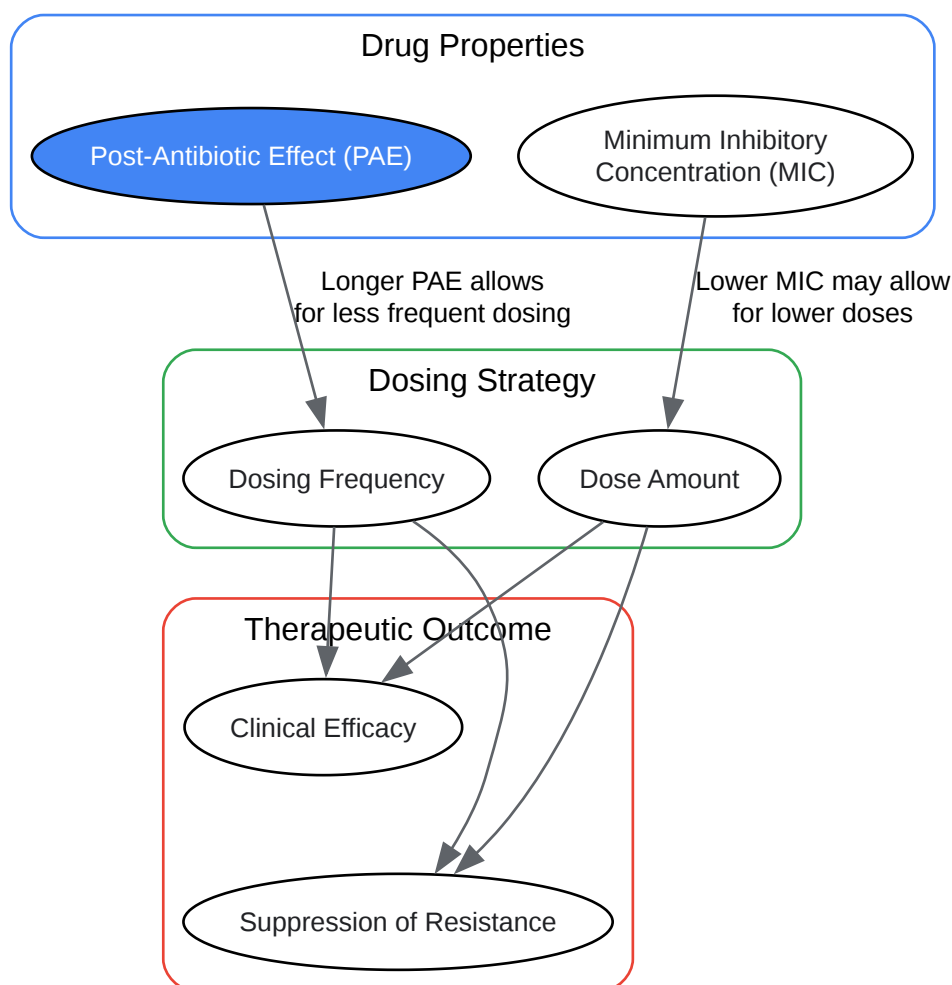 Drug Properties
Post-Antibiotic Effect (PAE)
Minimum Inhibitory
Concentration (MIC)
Longer PAE allows
for less frequent dosing
Lower MIC may allow
for lower doses
Dosing Strategy
Dosing Frequency
Dose Amount
Therapeutic Outcome
Clinical Efficacy
Suppression of Resistance